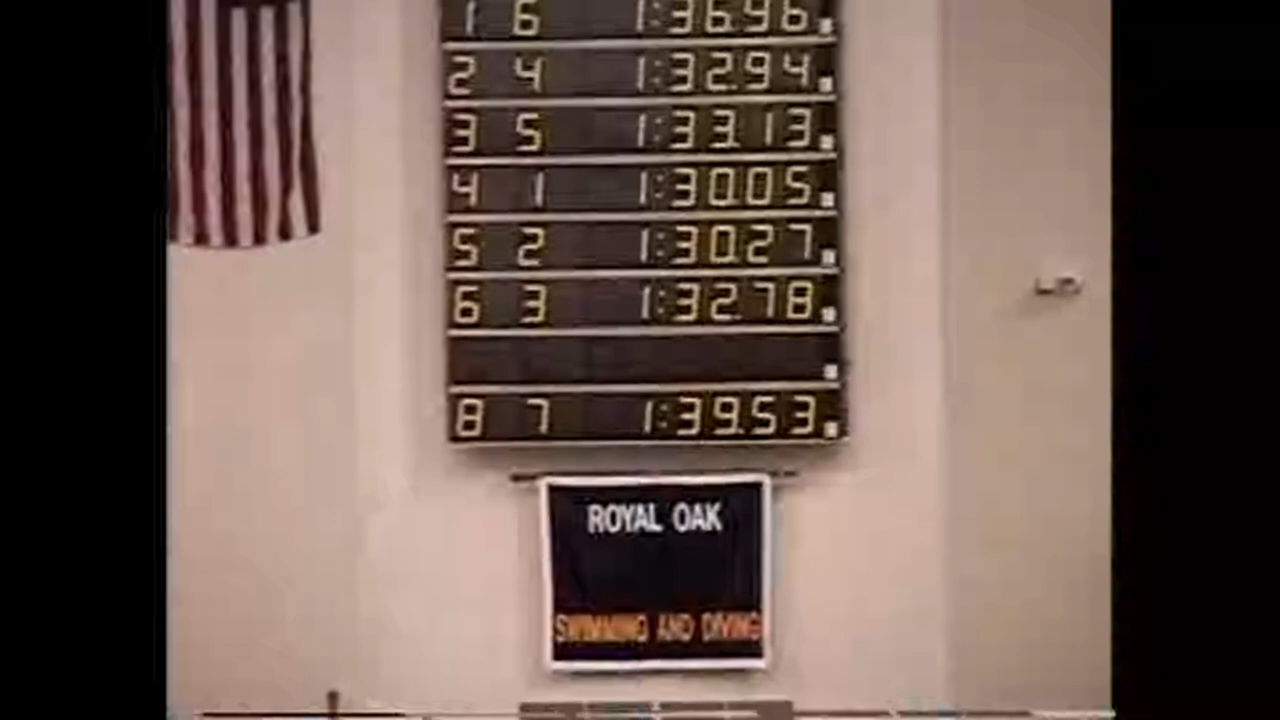 1 6 1:36.96
2 4 1:32.94
3 5 1:33.13
4 1 1:30.05
5 2 1:30.27
6 3 1:32.78
8 7 1:39.53
ROYAL OAK
SWIMMING AND DIVING